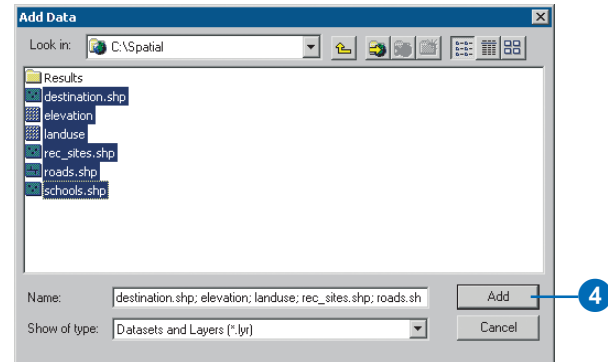 Add Data
Look in: C:\Spatial
Results
destination.shp
elevation
landuse
rec_sites.shp
roads.shp
schools.shp
Name: destination.shp; elevation; landuse; rec_sites.shp; roads.sh Add 4
Show of type: Datasets and Layers (*.lyr) Cancel